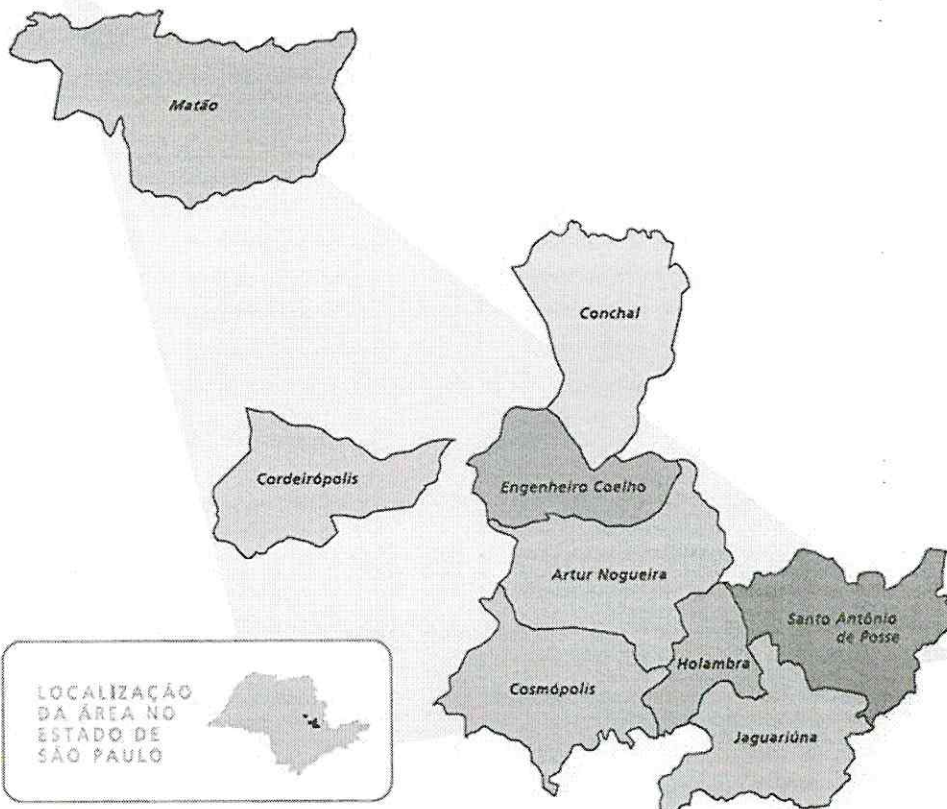 Matão
Conchal
Cordeirópolis
Engenheiro Coelho
Artur Nogueira
Santo Antônio
de Posse
Holambra
Cosmópolis
Jaguariúna
LOCALIZAÇÃO
DA ÁREA NO
ESTADO DE
SÃO PAULO